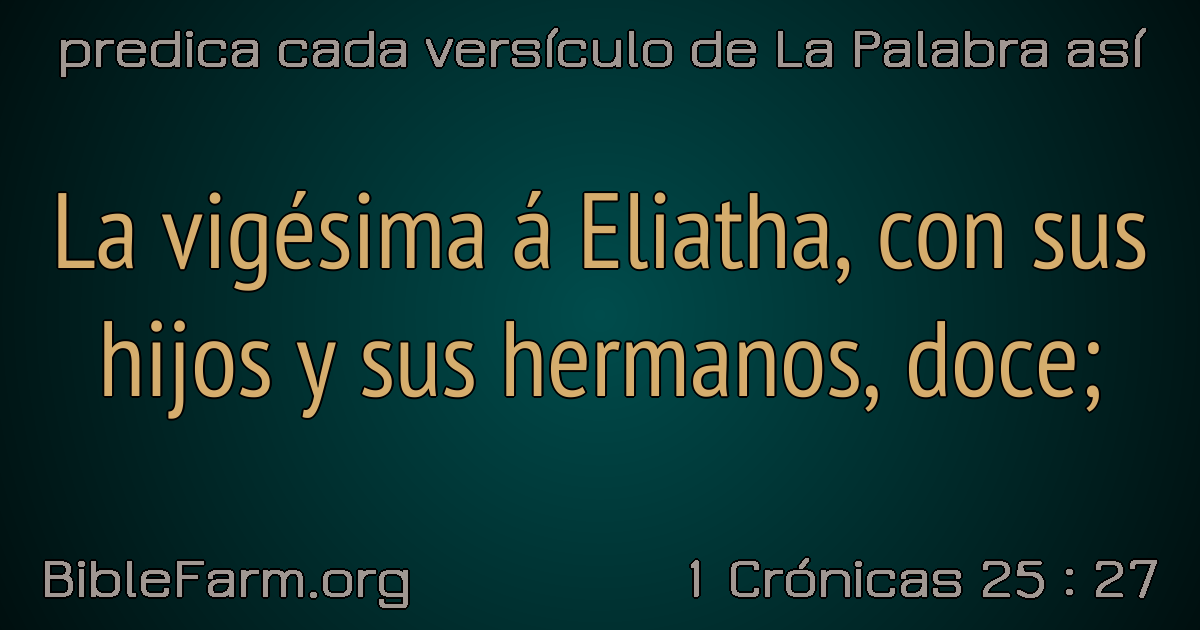 predica cada versículo de La Palabra así
La vigésima á Eliatha, con sus
hijos y sus hermanos, doce;
BibleFarm.org
1 Crónicas 25 : 27